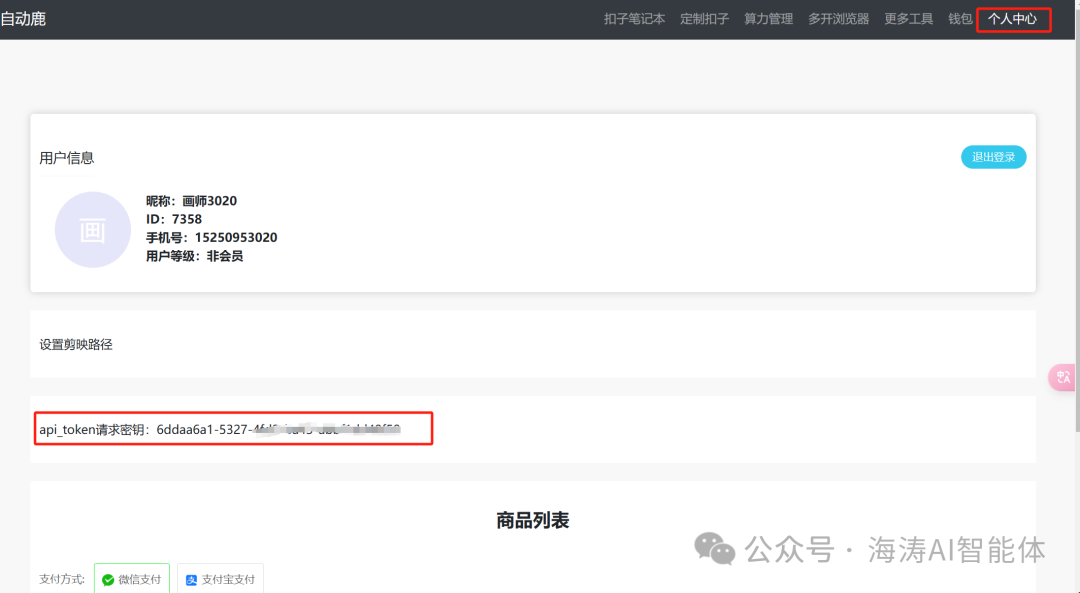 自动鹿
扣子笔记本 定制扣子 算力管理 多开浏览器 更多工具 钱包 个人中心
用户信息
退出登录
画
昵称：画师3020
ID：7358
手机号：15250953020
用户等级：非会员
设置剪映路径
api_token请求密钥：6ddaa6a1-5327-
商品列表
支付方式: 微信支付 支付宝支付
公众号 · 海涛AI智能体